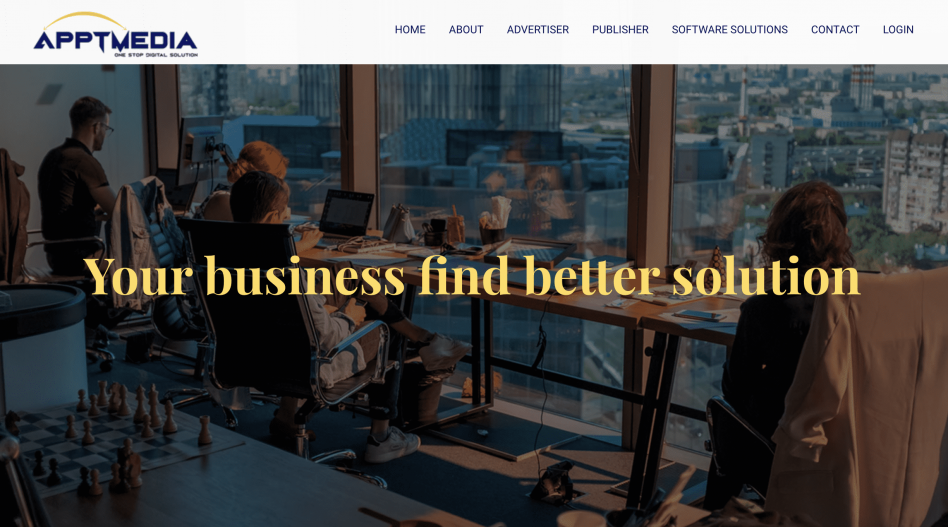 APPTMEDIA
ONE STOP DIGITAL SOLUTION
HOME ABOUT ADVERTISER PUBLISHER SOFTWARE SOLUTIONS CONTACT LOGIN
Your business find better solution